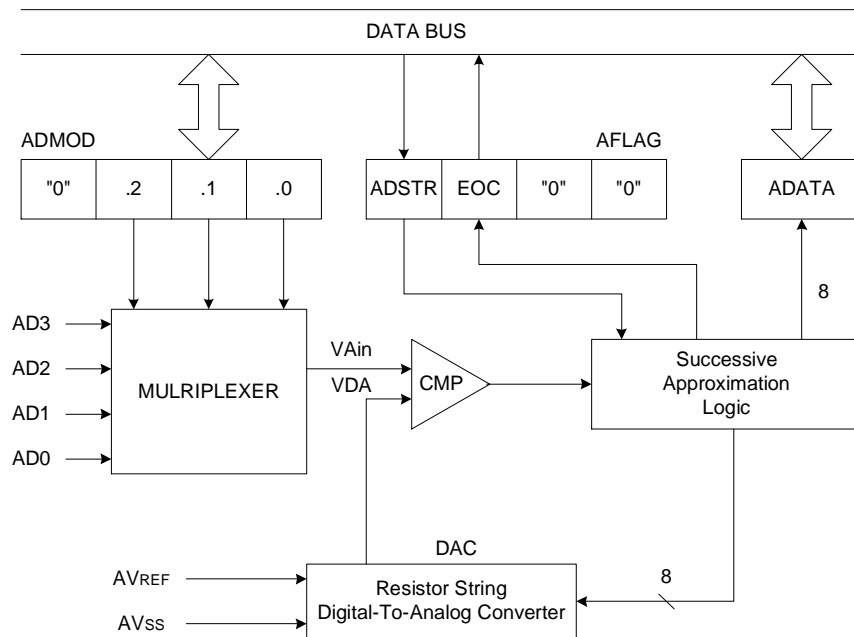 DATA BUS
ADMOD
AFLAG
"0" .2 .1 .0
ADSTR EOC "0" "0"
ADATA
8
AD3
AD2
AD1
AD0
MULRIPLEXER
VAin
VDA
CMP
Successive
Approximation
Logic
DAC
8
AVREF
AVSS
Resistor String
Digital-To-Analog Converter